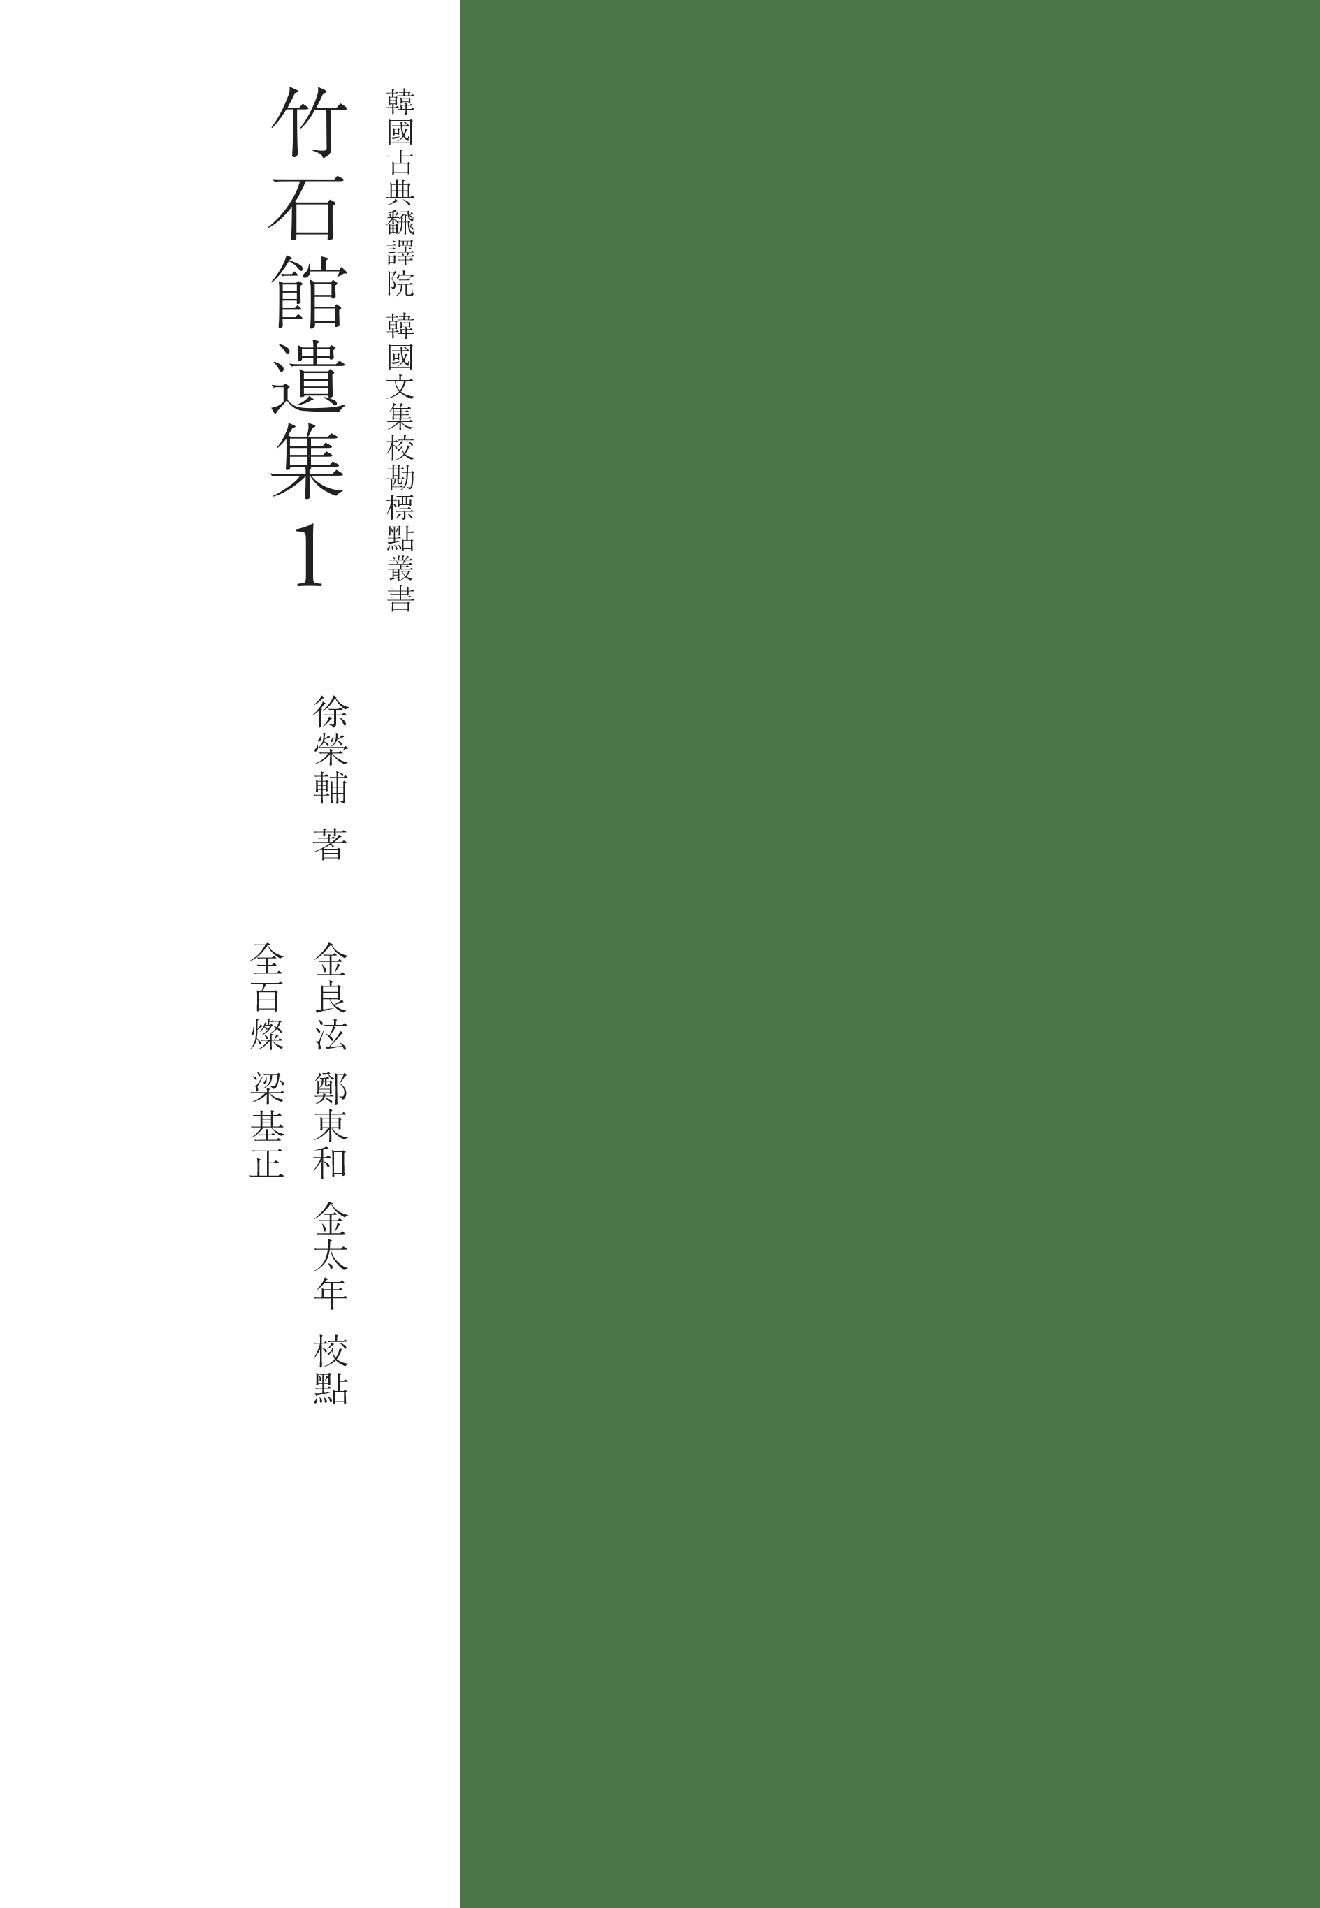 韓國古典飜譯院 韓國文集校勘標點叢書
竹石館遺集1
徐榮輔 著
金良泫 鄭東和 金太年 校點
全百燦 梁基正